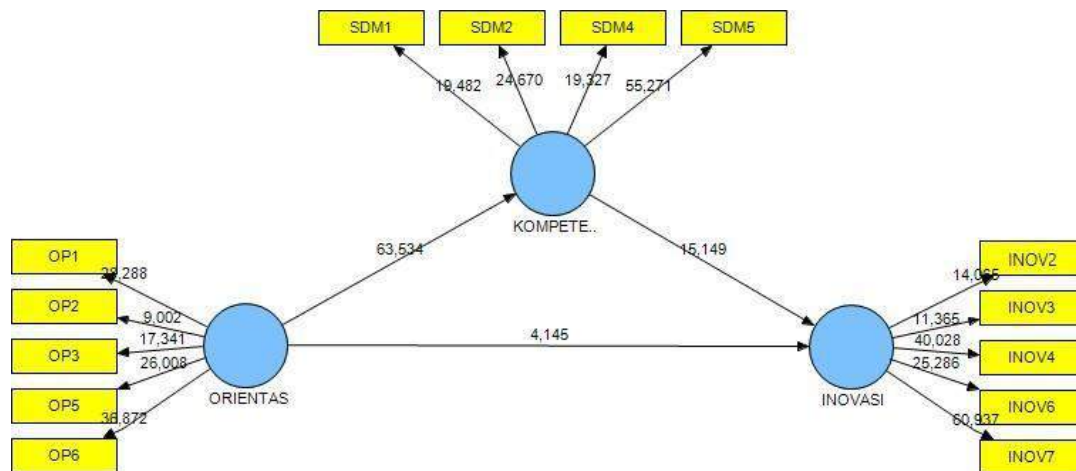 SDM1
SDM2
SDM4
SDM5
19,482
24,670
19,327
55,271
KOMPETE..
63,534
15,149
OP1
28,288
OP2
9,002
OP3
17,341
OP5
26,008
OP6
36,872
ORIENTAS
4,145
INOVASI
INOV2
14,065
INOV3
11,365
INOV4
40,028
INOV6
25,286
INOV7
60,937